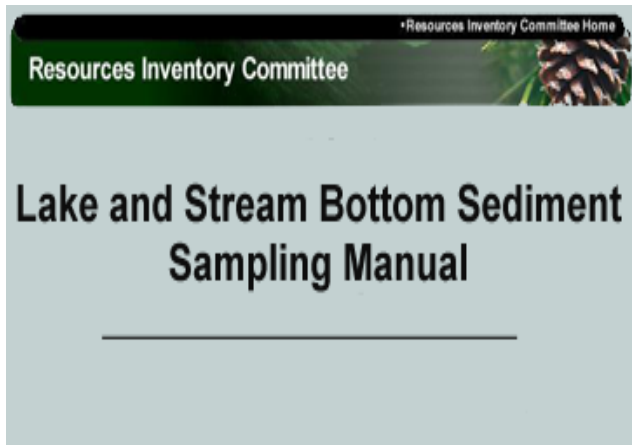 •Resources Inventory Committee Home
Resources Inventory Committee
Lake and Stream Bottom Sediment
Sampling Manual